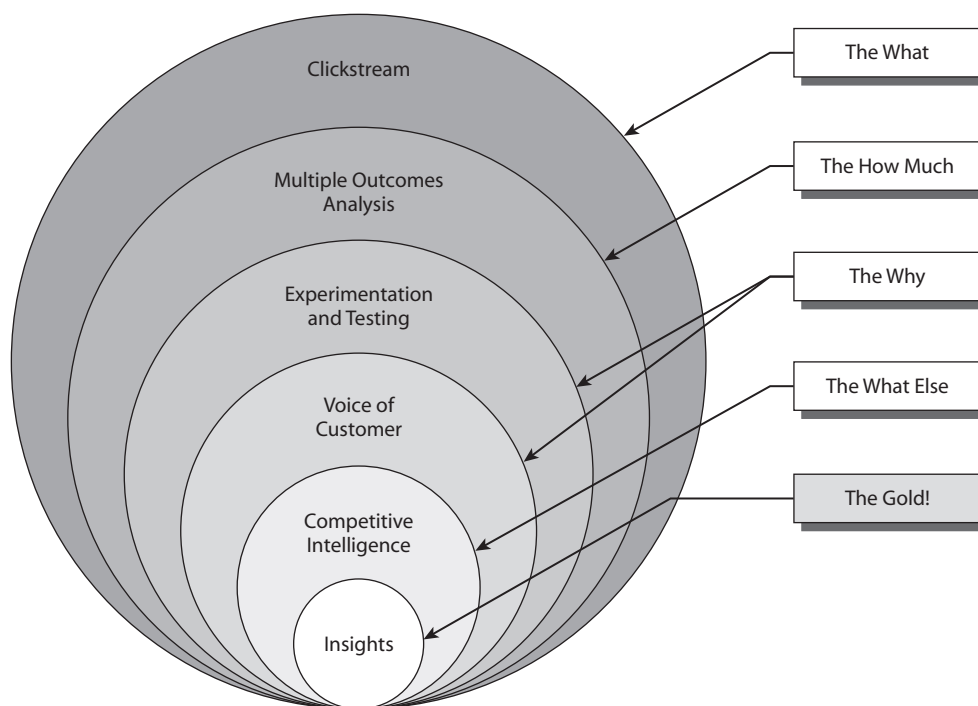 Clickstream
Multiple Outcomes
Analysis
Experimentation
and Testing
Voice of
Customer
Competitive
Intelligence
Insights
The What
The How Much
The Why
The What Else
The Gold!